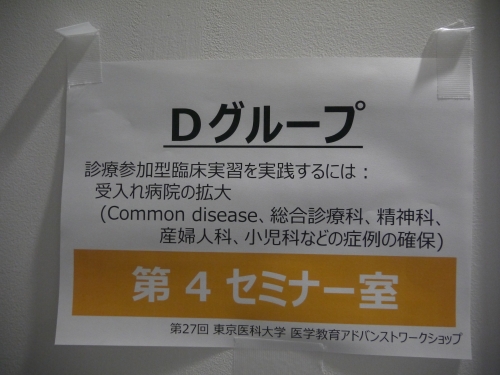 Dグループ
診療参加型臨床実習を実践するには：
受入れ病院の拡大
(Common disease、総合診療科、精神科、
産婦人科、小児科などの症例の確保)
第 4 セミナー室
第27回 東京医科大学 医学教育アドバンストワークショップ